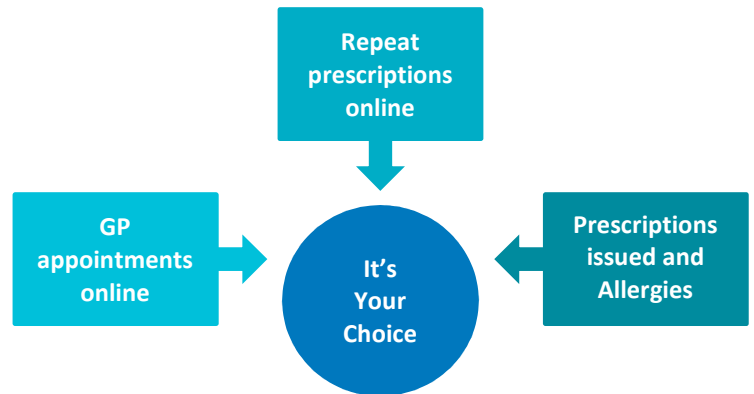 Repeat
prescriptions
online
GP
appointments
online
It’s
Your
Choice
Prescriptions
issued and
Allergies